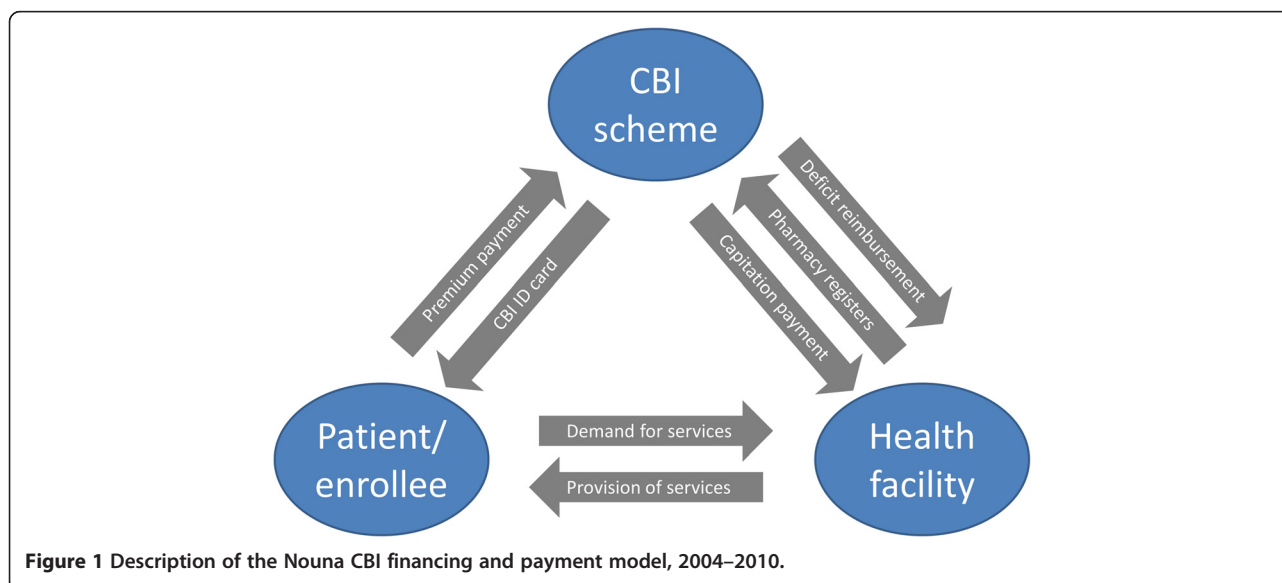 CBI
scheme
Premium payment
CBI ID card
Capitation payment
Pharmacy registers
Deficit reimbursement
Patient/
enrollee
Demand for services
Provision of services
Health
facility
Figure 1 Description of the Nouna CBI financing and payment model, 2004–2010.